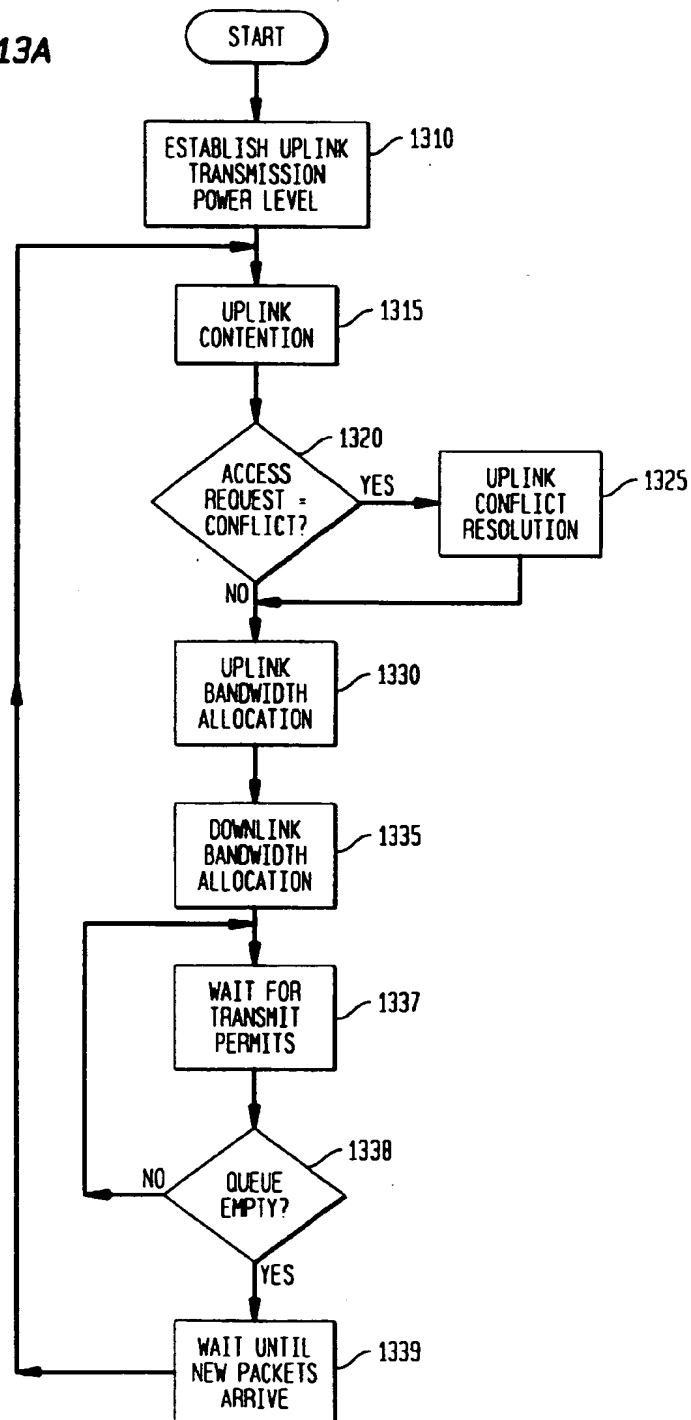 13A
START
ESTABLISH UPLINK
TRANSMISSION
POWER LEVEL
1310
UPLINK
CONTENTION
1315
1320
ACCESS
REQUEST =
CONFLICT?
YES
UPLINK
CONFLICT
RESOLUTION
1325
NO
UPLINK
BANDWIDTH
ALLOCATION
1330
DOWNLINK
BANDWIDTH
ALLOCATION
1335
WAIT FOR
TRANSMIT
PERMITS
1337
1338
NO
QUEUE
EMPTY?
YES
WAIT UNTIL
NEW PACKETS
ARRIVE
1339